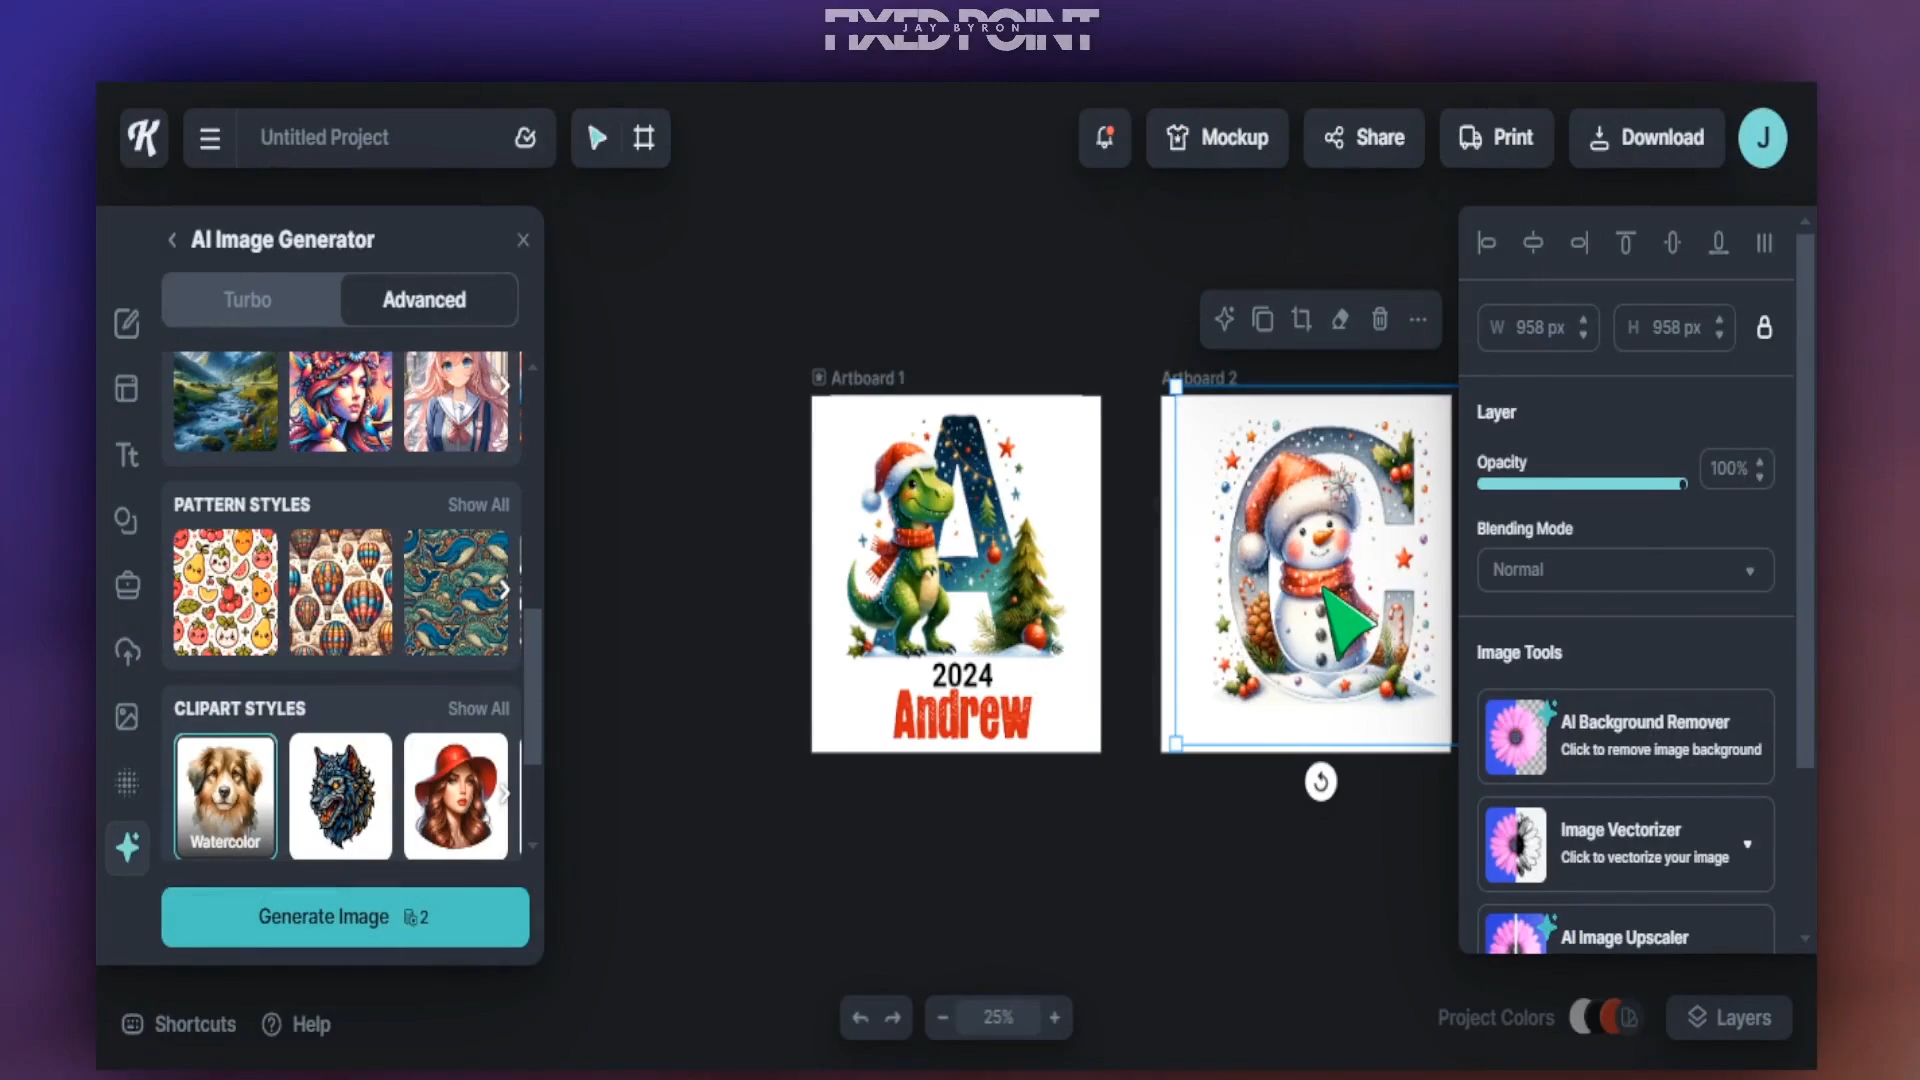 FIXED POINT
JAY BYRON
K
Untitled Project
Mockup
Share
Print
Download
J
AI Image Generator
Turbo
Advanced
PATTERN STYLES
Show All
CLIPART STYLES
Show All
Watercolor
Generate Image 2
Artboard 1
A
2024
Andrew
Artboard 2
C
W 958 px
H 958 px
Layer
Opacity
100%
Blending Mode
Normal
Image Tools
AI Background Remover
Click to remove image background
Image Vectorizer
Click to vectorize your image
AI Image Upscaler
Tt
Shortcuts
Help
25%
Project Colors
Layers